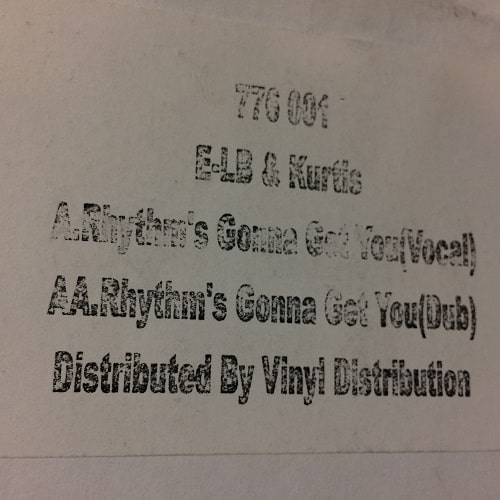 776 001
E-LB & Kurtis
A.Rhythm's Gonna Get You(Vocal)
AA.Rhythm's Gonna Get You(Dub)
Distributed By Vinyl Distribution